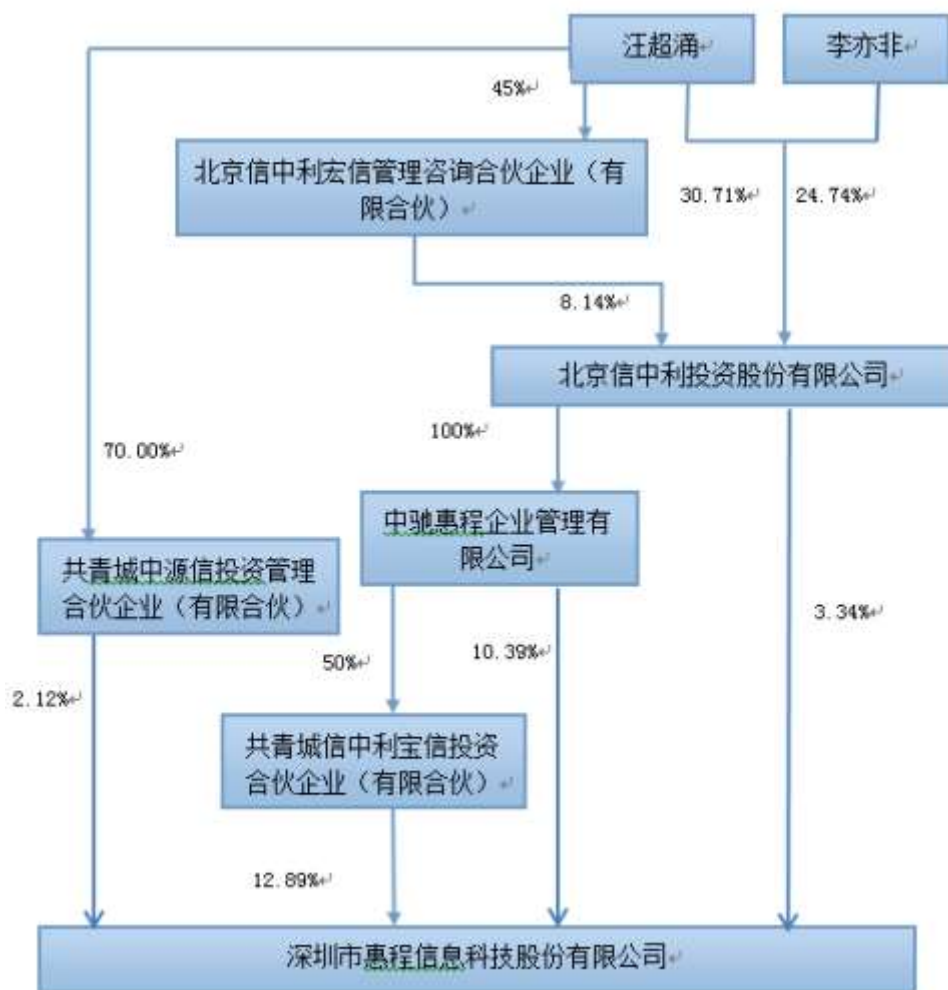 汪超涌↵
李亦非↵
45%↵
北京信中利宏信管理咨询合伙企业（有
限合伙）↵
30.71%↵
24.74%↵
8.14%↵
北京信中利投资股份有限公司↵
70.00%↵
100%↵
中驰惠程企业管理有
限公司↵
共青城中源信投资管理
合伙企业（有限合伙）↵
3.34%↵
50%↵
10.39%↵
2.12%↵
共青城信中利宝信投资
合伙企业（有限合伙）↵
12.89%↵
深圳市惠程信息科技股份有限公司↵